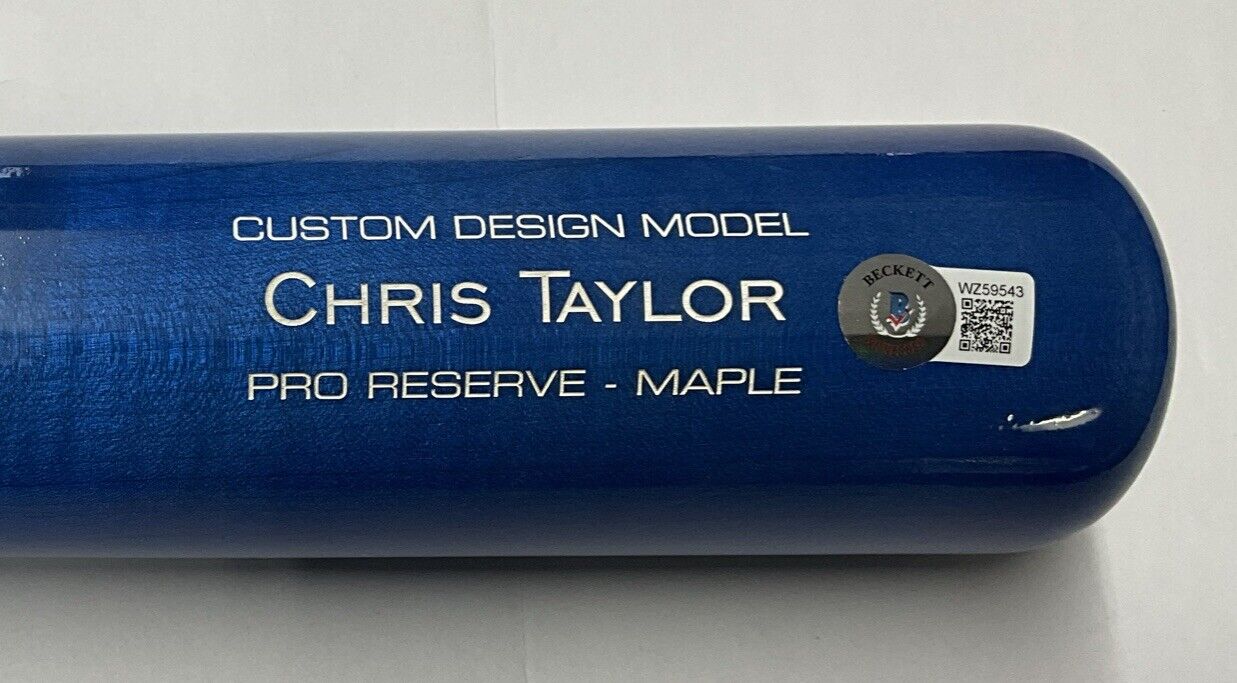 CUSTOM DESIGN MODEL
CHRIS TAYLOR
PRO RESERVE - MAPLE
BECKETT
WZ59543